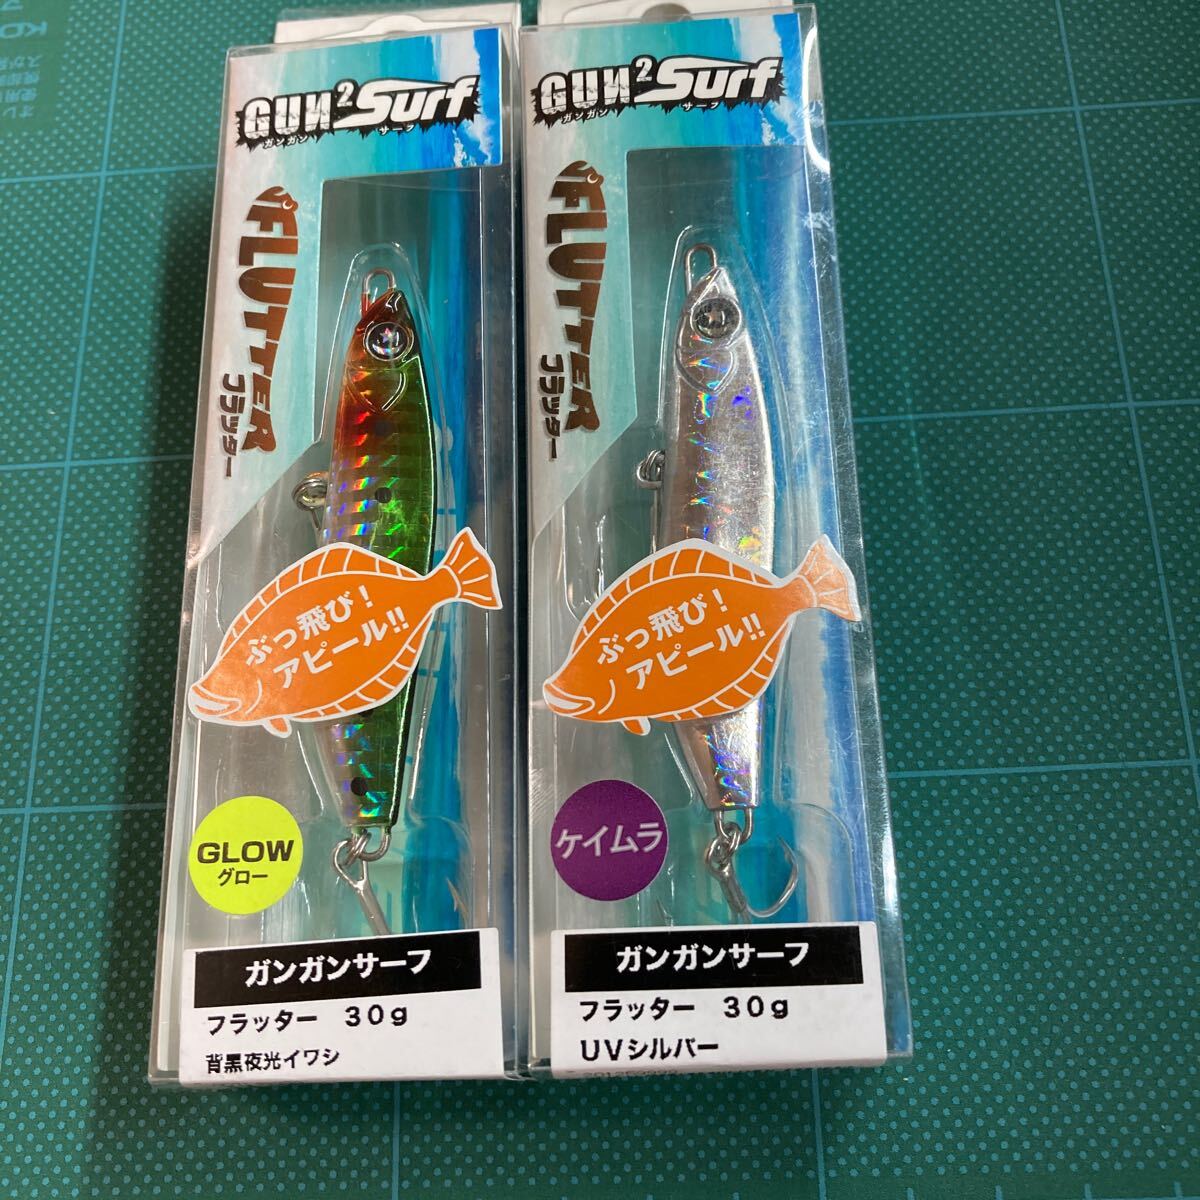 GUN²Surf
ガンガン サーフ
FLUTTER
フラッター
ぶっ飛び！
アピール!!
GLOW
グロー
ガンガンサーフ
フラッター　30g
背黒夜光イワシ
GUN²Surf
ガンガン サーフ
FLUTTER
フラッター
ぶっ飛び！
アピール!!
ケイムラ
ガンガンサーフ
フラッター　30g
UVシルバー